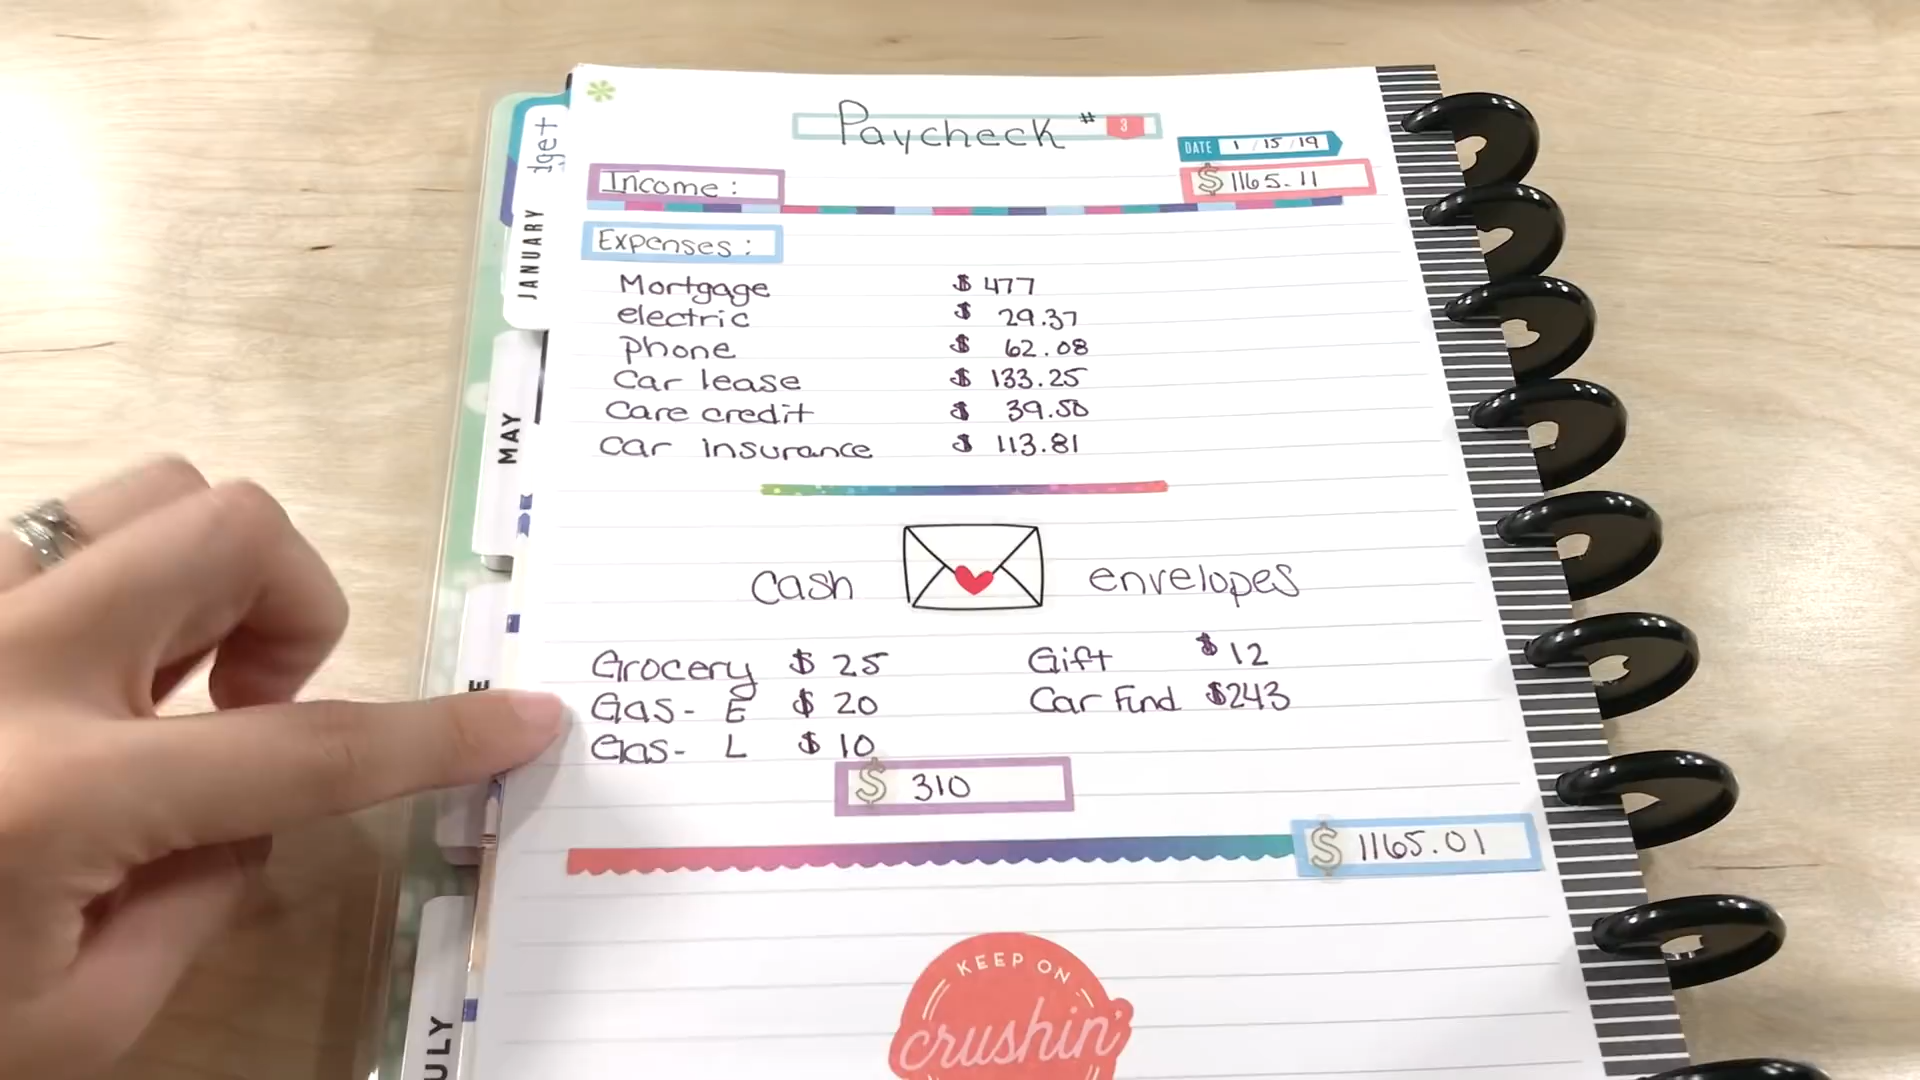 Paycheck # 3
DATE 1 / 15 / 19
Income : $ 1165.11
Expenses :
Mortgage $ 477
electric $ 29.37
phone $ 62.08
Car lease $ 133.25
Care credit $ 39.50
Car insurance $ 113.81
cash envelopes
Grocery $ 25
Gas- E $ 20
Gas- L $ 10
Gift $ 12
Car Fund $243
$ 310
$ 1165.01
KEEP ON
crushin'
JANUARY
MAY